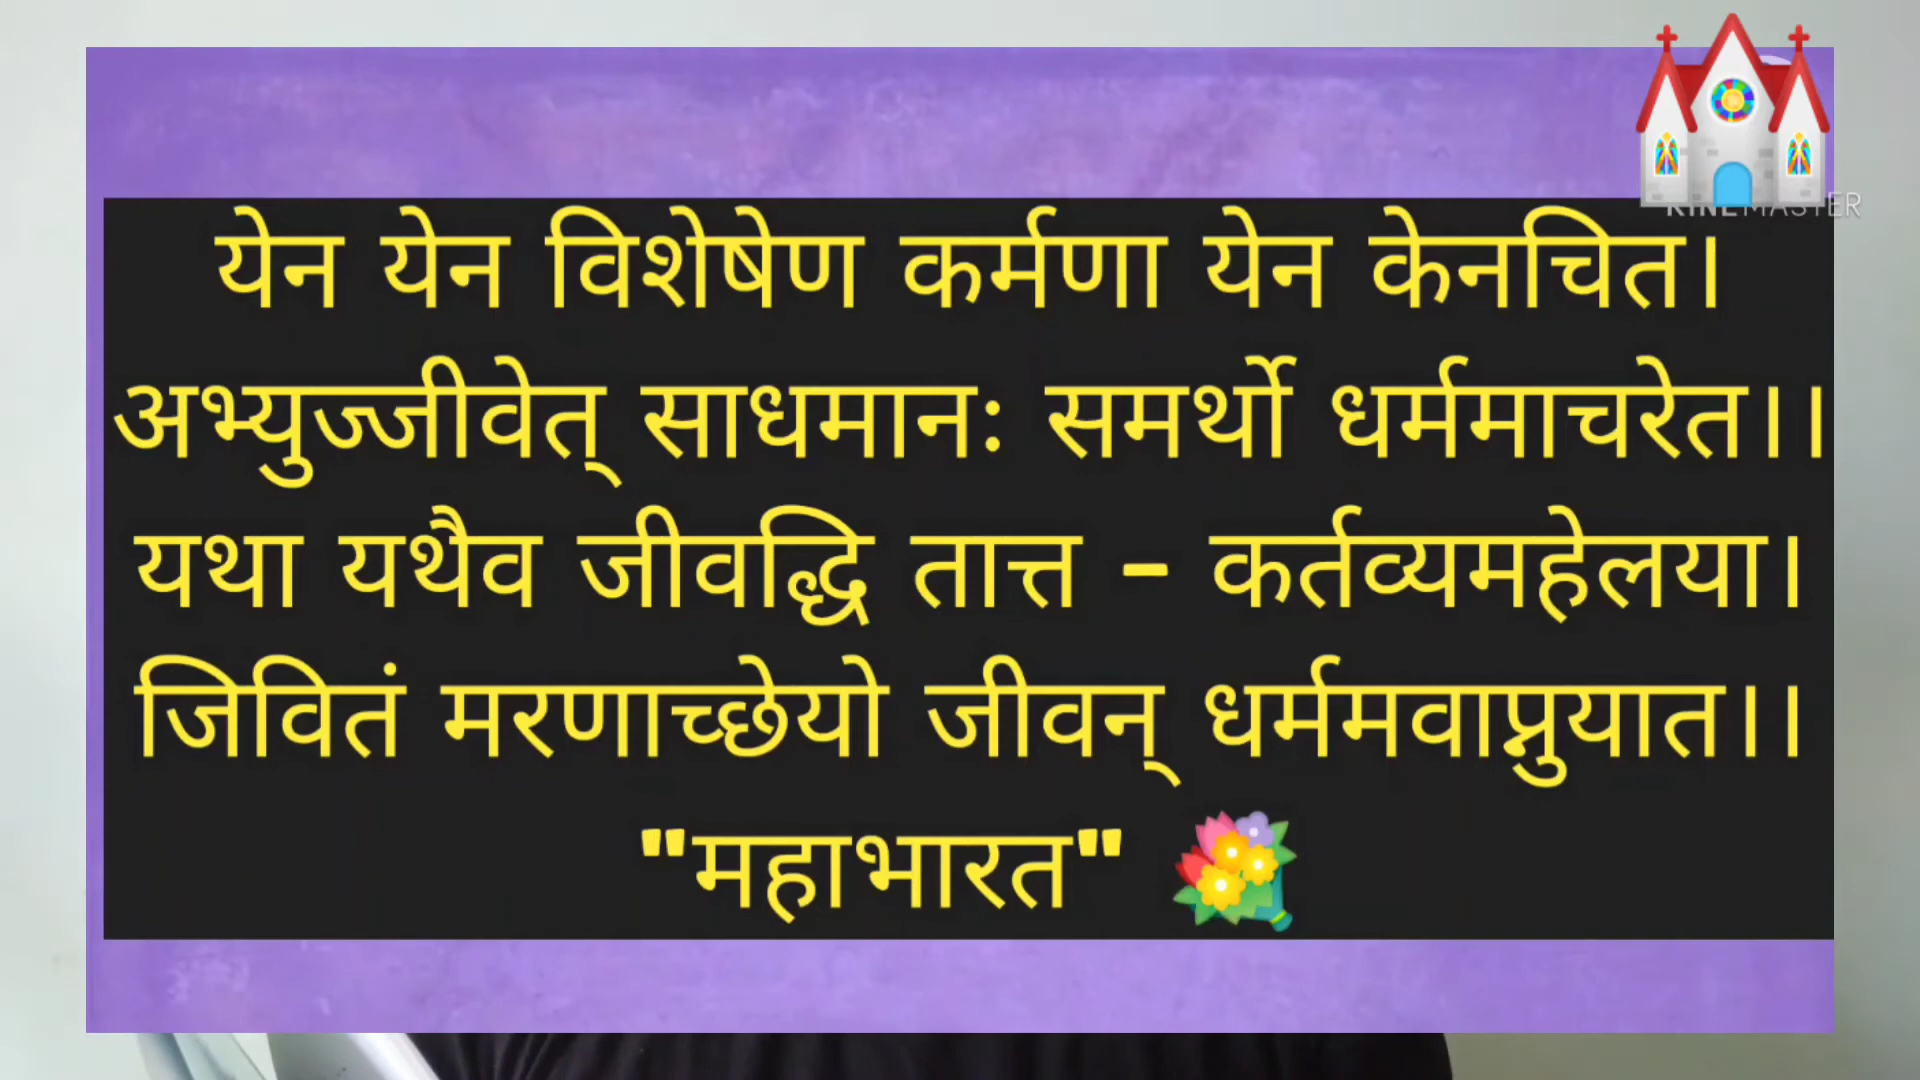 KINEMASTER
येन येन विशेषेण कर्मणा येन केनचित।
अभ्युज्जीवेत् साधमानः समर्थो धर्ममाचरेत।।
यथा यथैव जीवद्धि तात्त - कर्तव्यमहेलया।
जिवितं मरणाच्छेयो जीवन् धर्ममवाप्नुयात।।
"महाभारत"